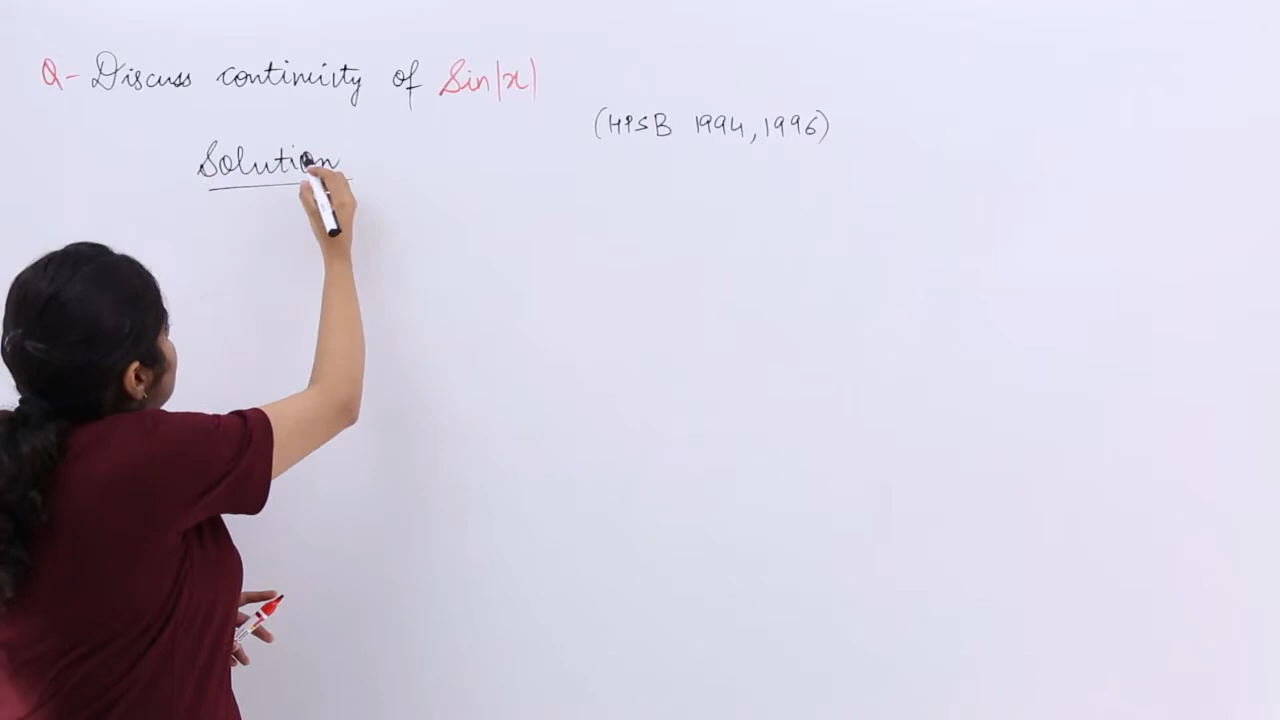 Q- Discuss continuity of Sin|x|
(HPSB 1994, 1996)
Solution